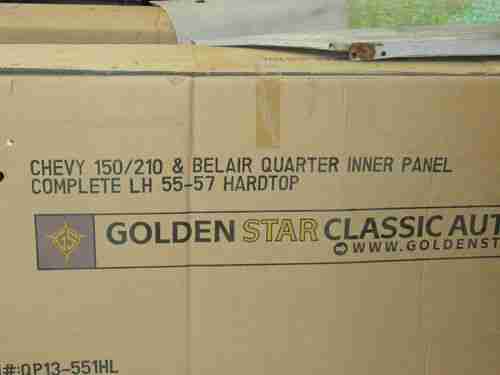 CHEVY 150/210 & BELAIR QUARTER INNER PANEL
COMPLETE LH 55-57 HARDTOP
GS
GOLDEN STAR CLASSIC AUT
WWW.GOLDENST
#:QP13-551HL